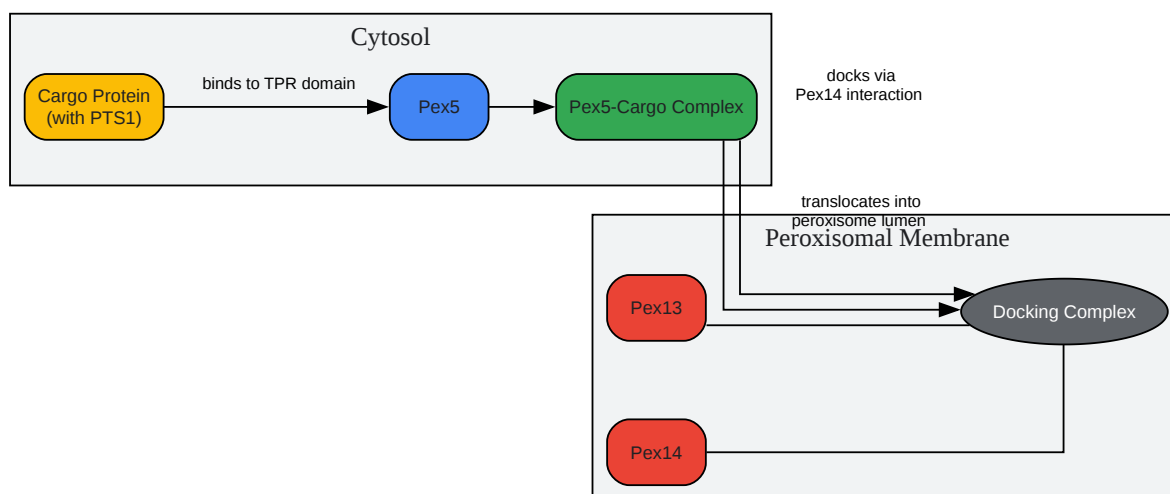 Cytosol
Cargo Protein
(with PTS1)
binds to TPR domain
Pex5
Pex5-Cargo Complex
docks via
Pex14 interaction
translocates into
peroxisome lumen
Peroxisomal Membrane
Pex13
Docking Complex
Pex14